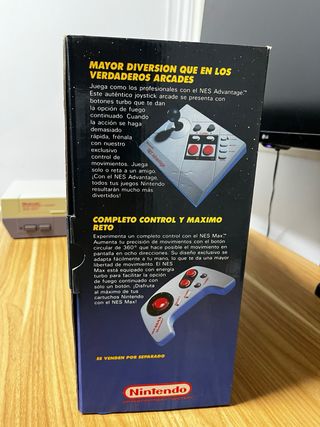 MAYOR DIVERSION QUE EN LOS
VERDADEROS ARCADES
Juega como los profesionales con el NES Advantage.™
Este auténtico joystick arcade se presenta con
botones turbo que te dan
la opción de fuego
continuado. Cuando
la acción se haga
demasiado
rápida, frénala
con nuestro
exclusivo
control de
movimientos. Juega
solo o reta a un amigo.
¡Con el NES Advantage,
todos tus juegos Nintendo
resultarán mucho más
divertidos!
COMPLETO CONTROL Y MAXIMO
RETO
Experimenta un completo control con el NES Max.™
Aumenta tu precisión de movimientos con el botón
circular de 360° que hace posible el movimiento en
pantalla en ocho direcciones. Su diseño exclusivo se
adapta fácilmente a tu mano, lo que te da una mayor
libertad de movimiento. El NES
Max está equipado con energía
turbo para facilitar la opción
de fuego continuado con
sólo un botón. ¡Disfruta
al máximo de tus
cartuchos Nintendo
con el NES Max!
SE VENDEN POR SEPARADO
Nintendo